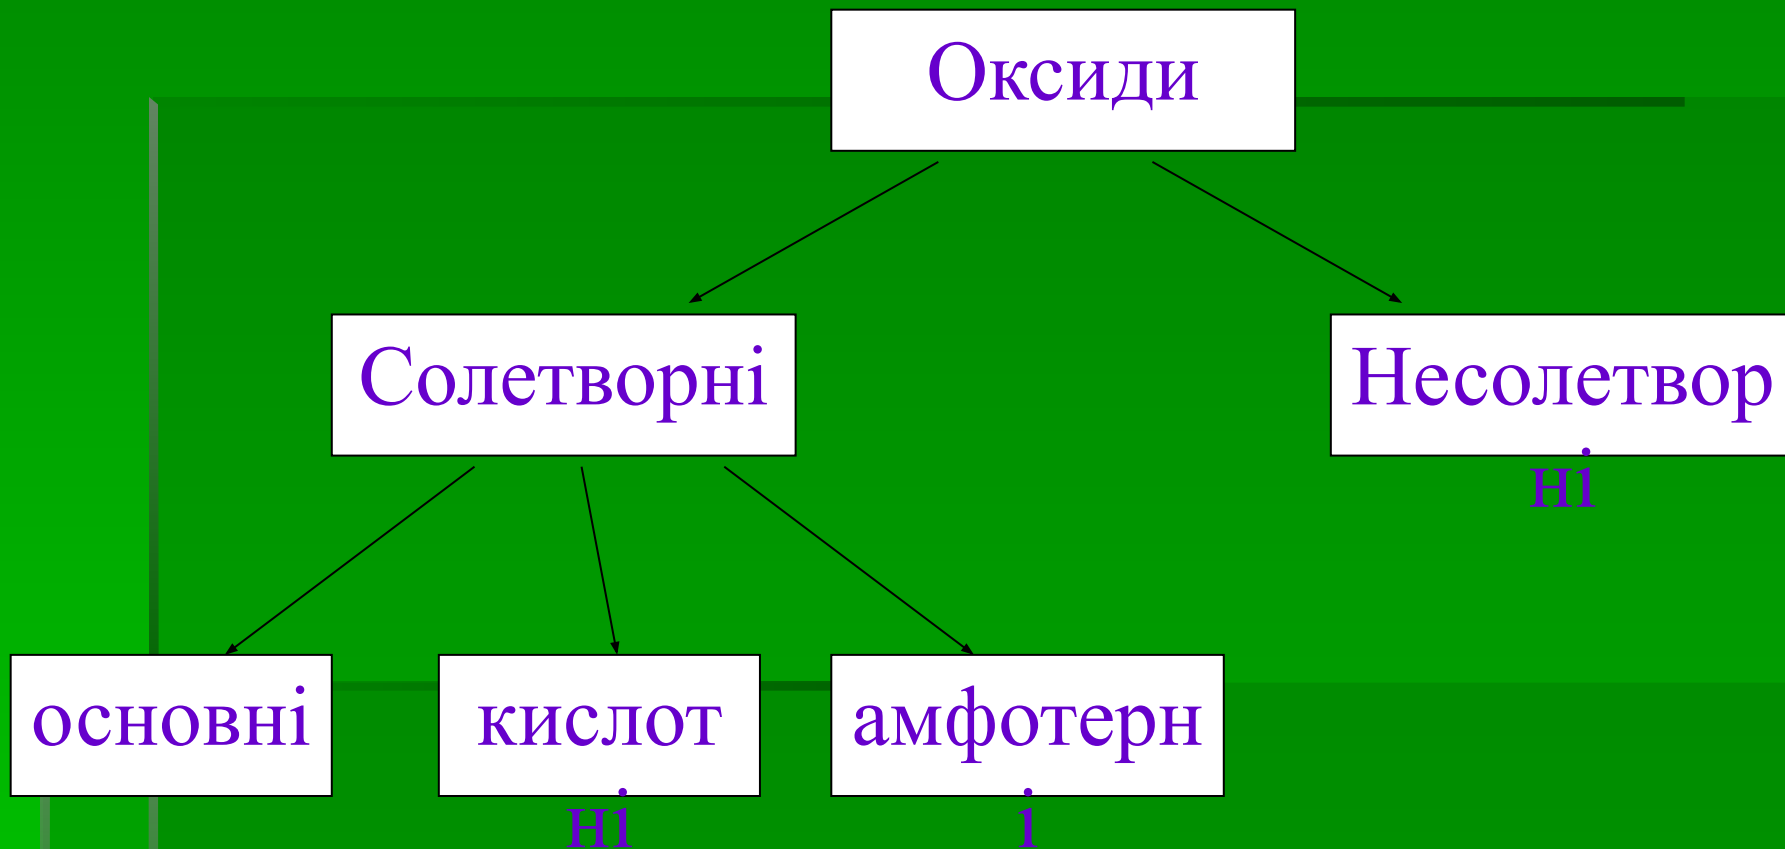 Оксиди
Солетворні
Несолетвор
ні
основні
кислот
ні
амфотерн
і